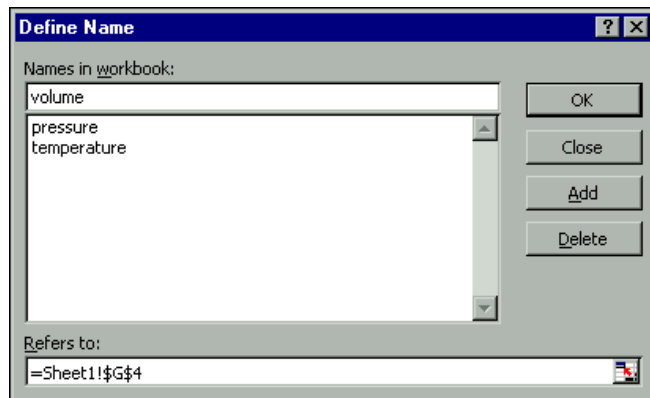 Define Name
Names in workbook:
volume
OK
pressure
temperature
Close
Add
Delete
Refers to:
=Sheet1!$G$4